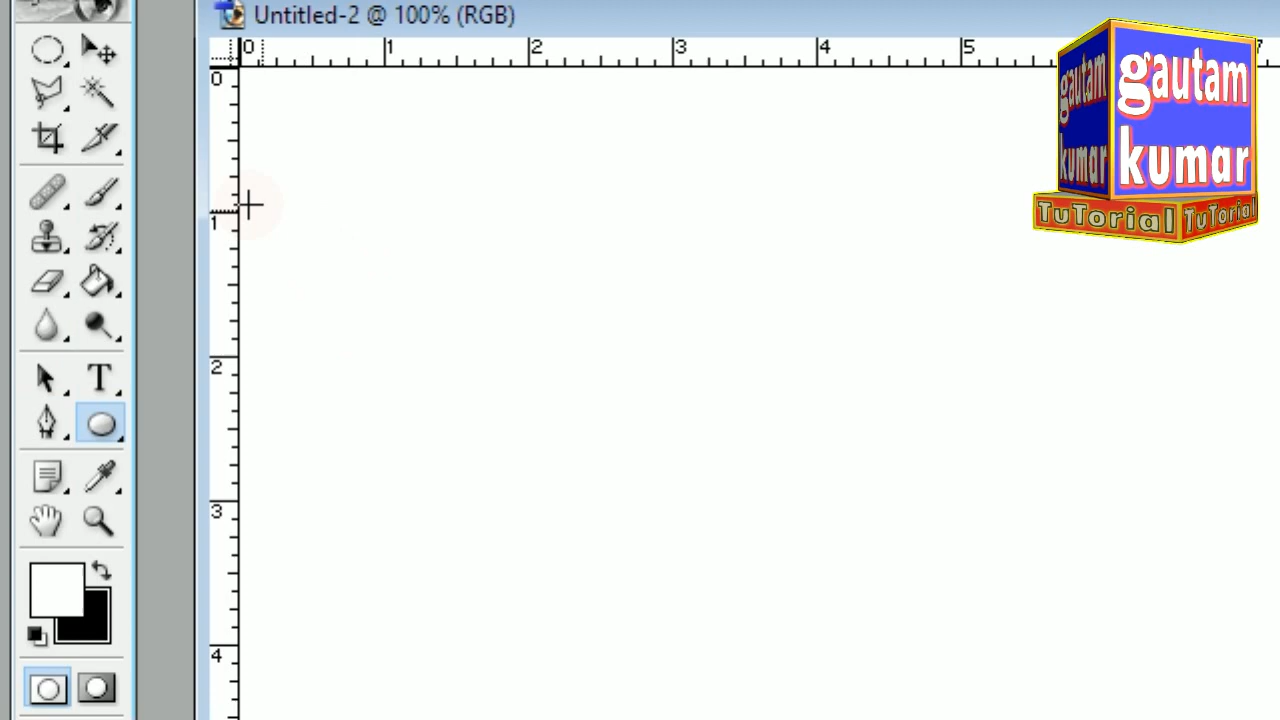 Untitled-2 @ 100% (RGB)
0 1 2 3 4 5 7
0
1
2
3
4
T
gautam
kumar
gautam
kumar
TuTorial
TuTorial